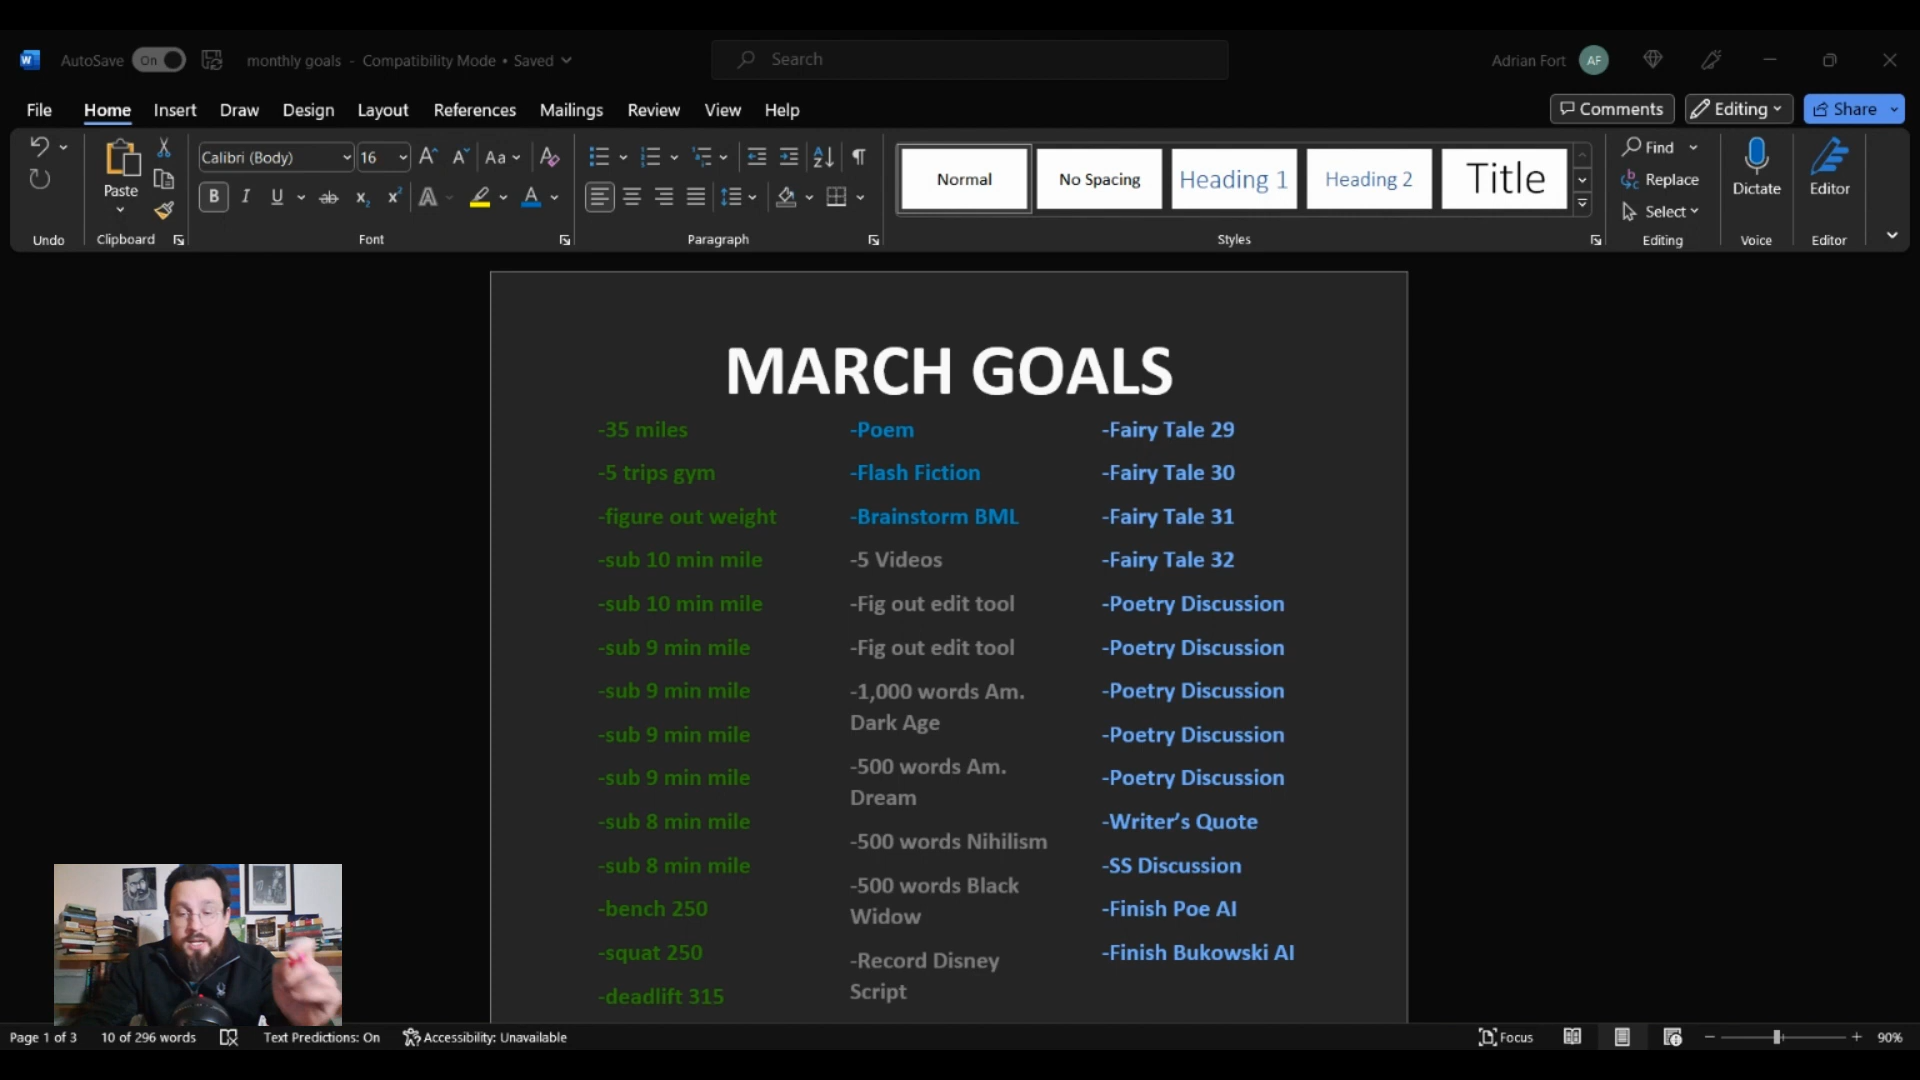 AutoSave On monthly goals - Compatibility Mode • Saved Search Adrian Fort AF
File Home Insert Draw Design Layout References Mailings Review View Help Comments Editing Share
Paste
Calibri (Body) 16 Aa
Normal No Spacing Heading 1 Heading 2 Title
Find
Replace
Select
Dictate Editor
Undo Clipboard Font Paragraph Styles Editing Voice Editor
MARCH GOALS
-35 miles
-5 trips gym
-figure out weight
-sub 10 min mile
-sub 10 min mile
-sub 9 min mile
-sub 9 min mile
-sub 9 min mile
-sub 9 min mile
-sub 8 min mile
-sub 8 min mile
-bench 250
-squat 250
-deadlift 315
-Poem
-Flash Fiction
-Brainstorm BML
-5 Videos
-Fig out edit tool
-Fig out edit tool
-1,000 words Am.
Dark Age
-500 words Am.
Dream
-500 words Nihilism
-500 words Black
Widow
-Record Disney
Script
-Fairy Tale 29
-Fairy Tale 30
-Fairy Tale 31
-Fairy Tale 32
-Poetry Discussion
-Poetry Discussion
-Poetry Discussion
-Poetry Discussion
-Poetry Discussion
-Writer’s Quote
-SS Discussion
-Finish Poe AI
-Finish Bukowski AI
Page 1 of 3 10 of 296 words Text Predictions: On Accessibility: Unavailable Focus 90%